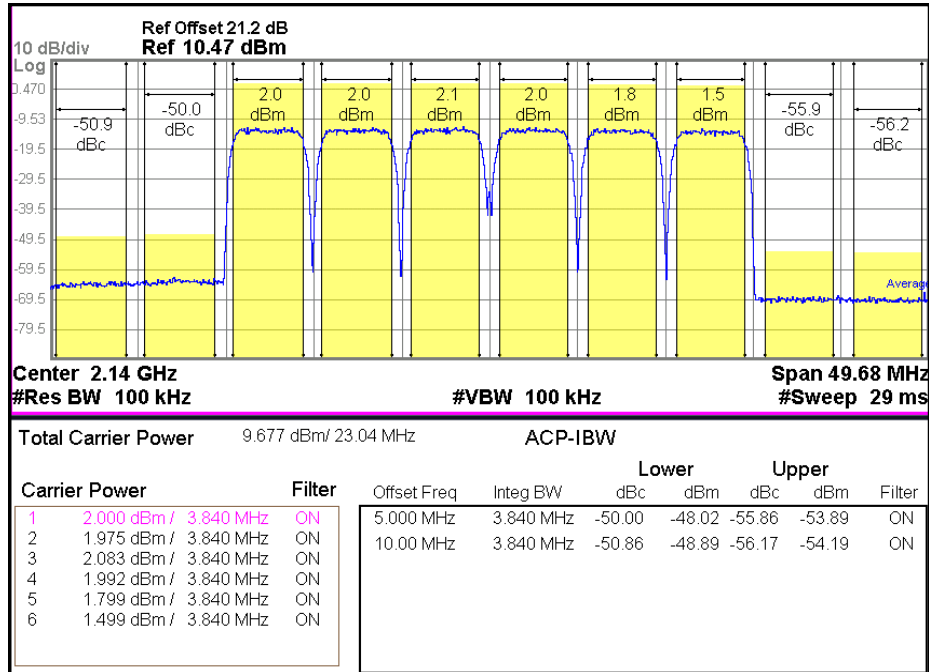 Ref Offset 21.2 dB
10 dB/div Ref 10.47 dBm
Log
0.470
-9.53
-19.5
-29.5
-39.5
-49.5
-59.5
-69.5
-79.5
-50.9 dBc
-50.0 dBc
2.0 dBm
2.0 dBm
2.1 dBm
2.0 dBm
1.8 dBm
1.5 dBm
-55.9 dBc
-56.2 dBc
Center 2.14 GHz Span 49.68 MHz
#Res BW 100 kHz #VBW 100 kHz #Sweep 29 ms
Total Carrier Power 9.677 dBm/ 23.04 MHz ACP-IBW
Lower Upper
Carrier Power Filter Offset Freq Integ BW dBc dBm dBc dBm Filter
1 2.000 dBm / 3.840 MHz ON 5.000 MHz 3.840 MHz -50.00 -48.02 -55.86 -53.89 ON
2 1.975 dBm / 3.840 MHz ON 10.00 MHz 3.840 MHz -50.86 -48.89 -56.17 -54.19 ON
3 2.083 dBm / 3.840 MHz ON
4 1.992 dBm / 3.840 MHz ON
5 1.799 dBm / 3.840 MHz ON
6 1.499 dBm / 3.840 MHz ON